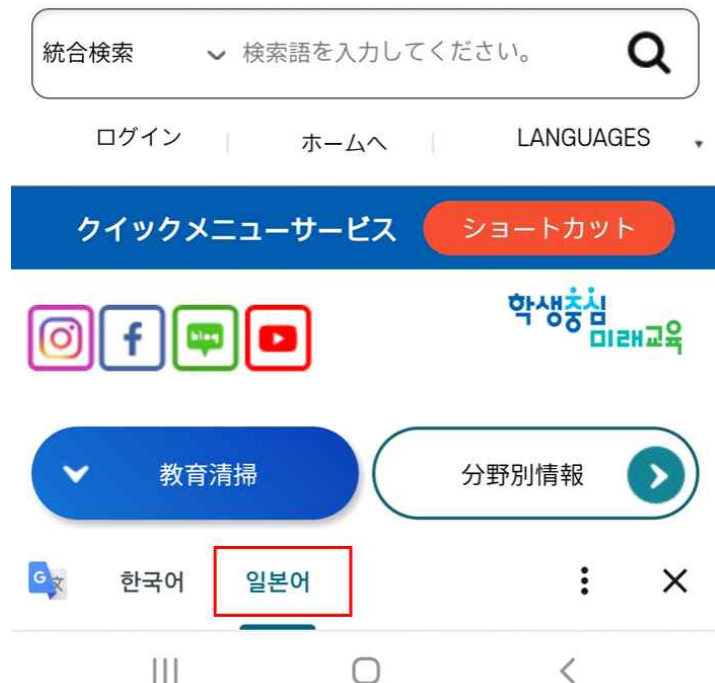 統合検索 検索語を入力してください。
ログイン ホームへ LANGUAGES
クイックメニューサービス ショートカット
blog 학생중심
미래교육
教育清掃 分野別情報
G 文 한국어 일본어